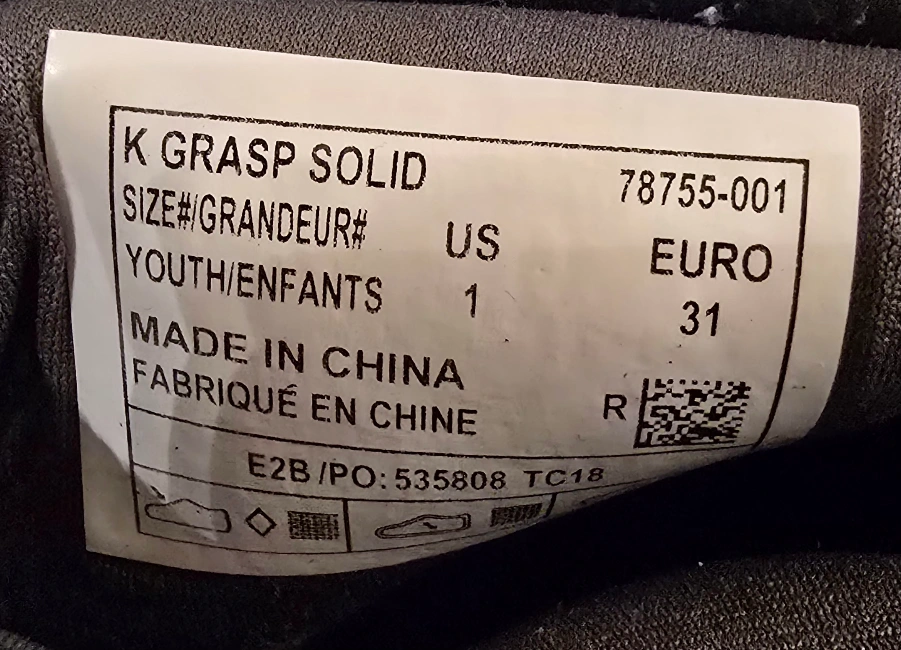 K GRASP SOLID 78755-001
SIZE#/GRANDEUR# US EURO
YOUTH/ENFANTS 1 31
MADE IN CHINA
FABRIQUÉ EN CHINE R
E2B /PO: 535808 TC18